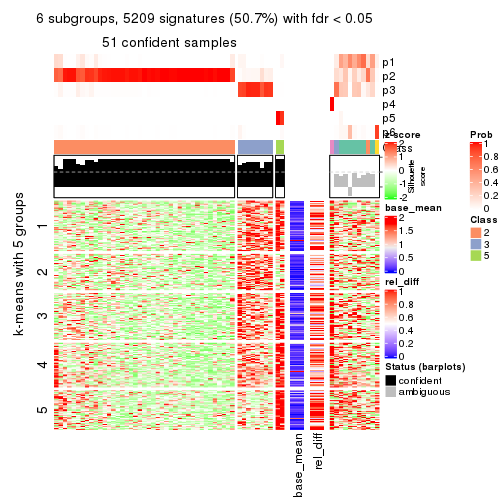 6 subgroups, 5209 signatures (50.7%) with fdr < 0.05
51 confident samples
p1
p2
p3
p4
p5
p6
Class
Silhouette
score
k-means with 5 groups
1
2
3
4
5
base_mean
rel_diff
z-score
2
1
0
-1
-2
base_mean
2
1.5
1
0.5
0
rel_diff
1
0.8
0.6
0.4
0.2
0
Status (barplots)
confident
ambiguous
Prob
1
0.8
0.6
0.4
0.2
0
Class
2
3
5